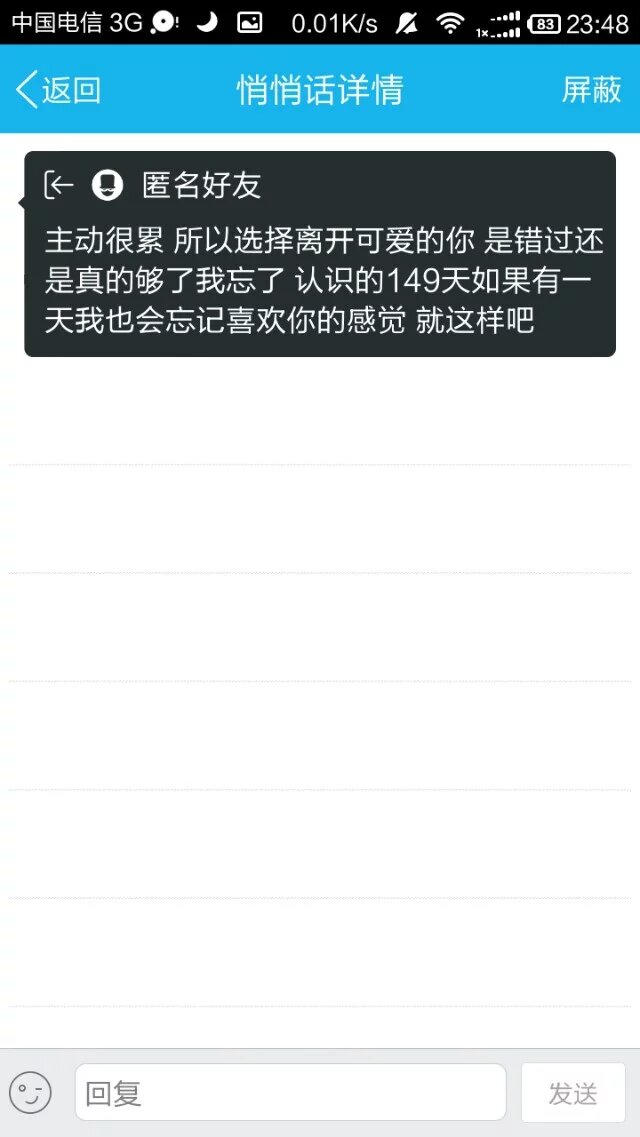 中国电信 3G 0.01K/s 1x 83 23:48
返回 悄悄话详情 屏蔽
匿名好友
主动很累 所以选择离开可爱的你 是错过还
是真的够了我忘了 认识的149天如果有一
天我也会忘记喜欢你的感觉 就这样吧
回复 发送